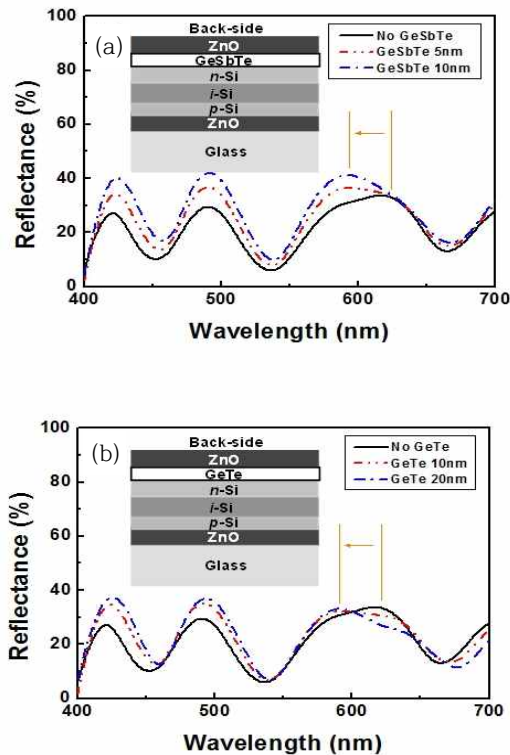 (a)
Back-side
ZnO
GeSbTe
n-Si
i-Si
p-Si
ZnO
Glass
No GeSbTe
GeSbTe 5nm
GeSbTe 10nm
Reflectance (%)
100
80
60
40
20
0
400
500
600
700
Wavelength (nm)
(b)
Back-side
ZnO
GeTe
n-Si
i-Si
p-Si
ZnO
Glass
No GeTe
GeTe 10nm
GeTe 20nm
Reflectance (%)
100
80
60
40
20
0
400
500
600
700
Wavelength (nm)